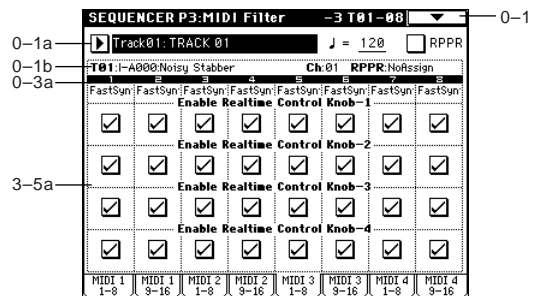 SEQUENCER P3:MIDI Filter −3 T01-08
0–1
0–1a
Track01: TRACK 01 ♩ = 120 RPPR
0–1b
T01:I-A000:Noisy Stabber Ch:01 RPPR:NoAssign
0–3a
1 2 3 4 5 6 7 8
FastSyn FastSyn FastSyn FastSyn FastSyn FastSyn FastSyn FastSyn
Enable Realtime Control Knob-1
Enable Realtime Control Knob-2
3–5a
Enable Realtime Control Knob-3
Enable Realtime Control Knob-4
MIDI 1 MIDI 1 MIDI 2 MIDI 2 MIDI 3 MIDI 3 MIDI 4 MIDI 4
1-8 9-16 1-8 9-16 1-8 9-16 1-8 9-16